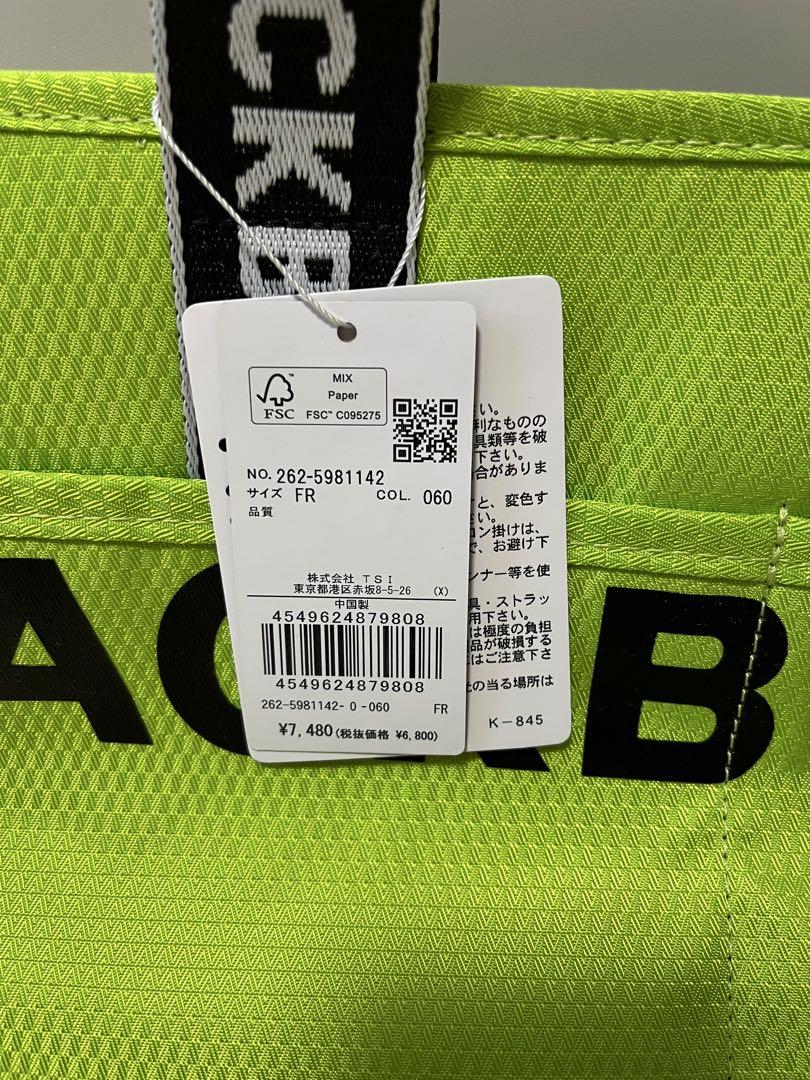 CKB
MIX
Paper
FSC™ C095275
FSC
NO. 262-5981142
サイズ FR COL. 060
品質
株式会社 TSI
東京都港区赤坂8-5-26 (X)
中国製
4549624879808
4549624879808
262-5981142-0-060 FR
¥7,480(税抜価格 ¥6,800)
い。
利なものの
具類等を破
下さい。
合がありま
と、変色す
い。
コン掛けは、
で、お避け下
ンナー等を使
具・ストラッ
用下さい。
は極度の負担
品が破損する
はご注意下さ
の当る場所は
K-845
ACKB